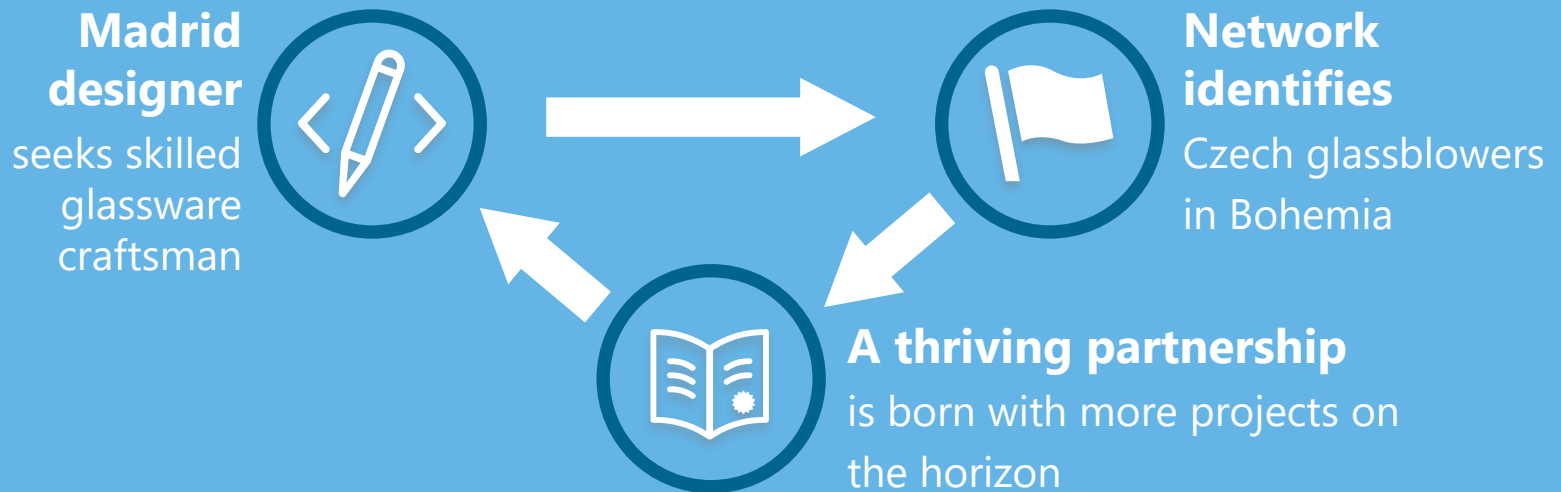 Madrid
designer
seeks skilled
glassware
craftsman
Network
identifies
Czech glassblowers
in Bohemia
A thriving partnership
is born with more projects on
the horizon